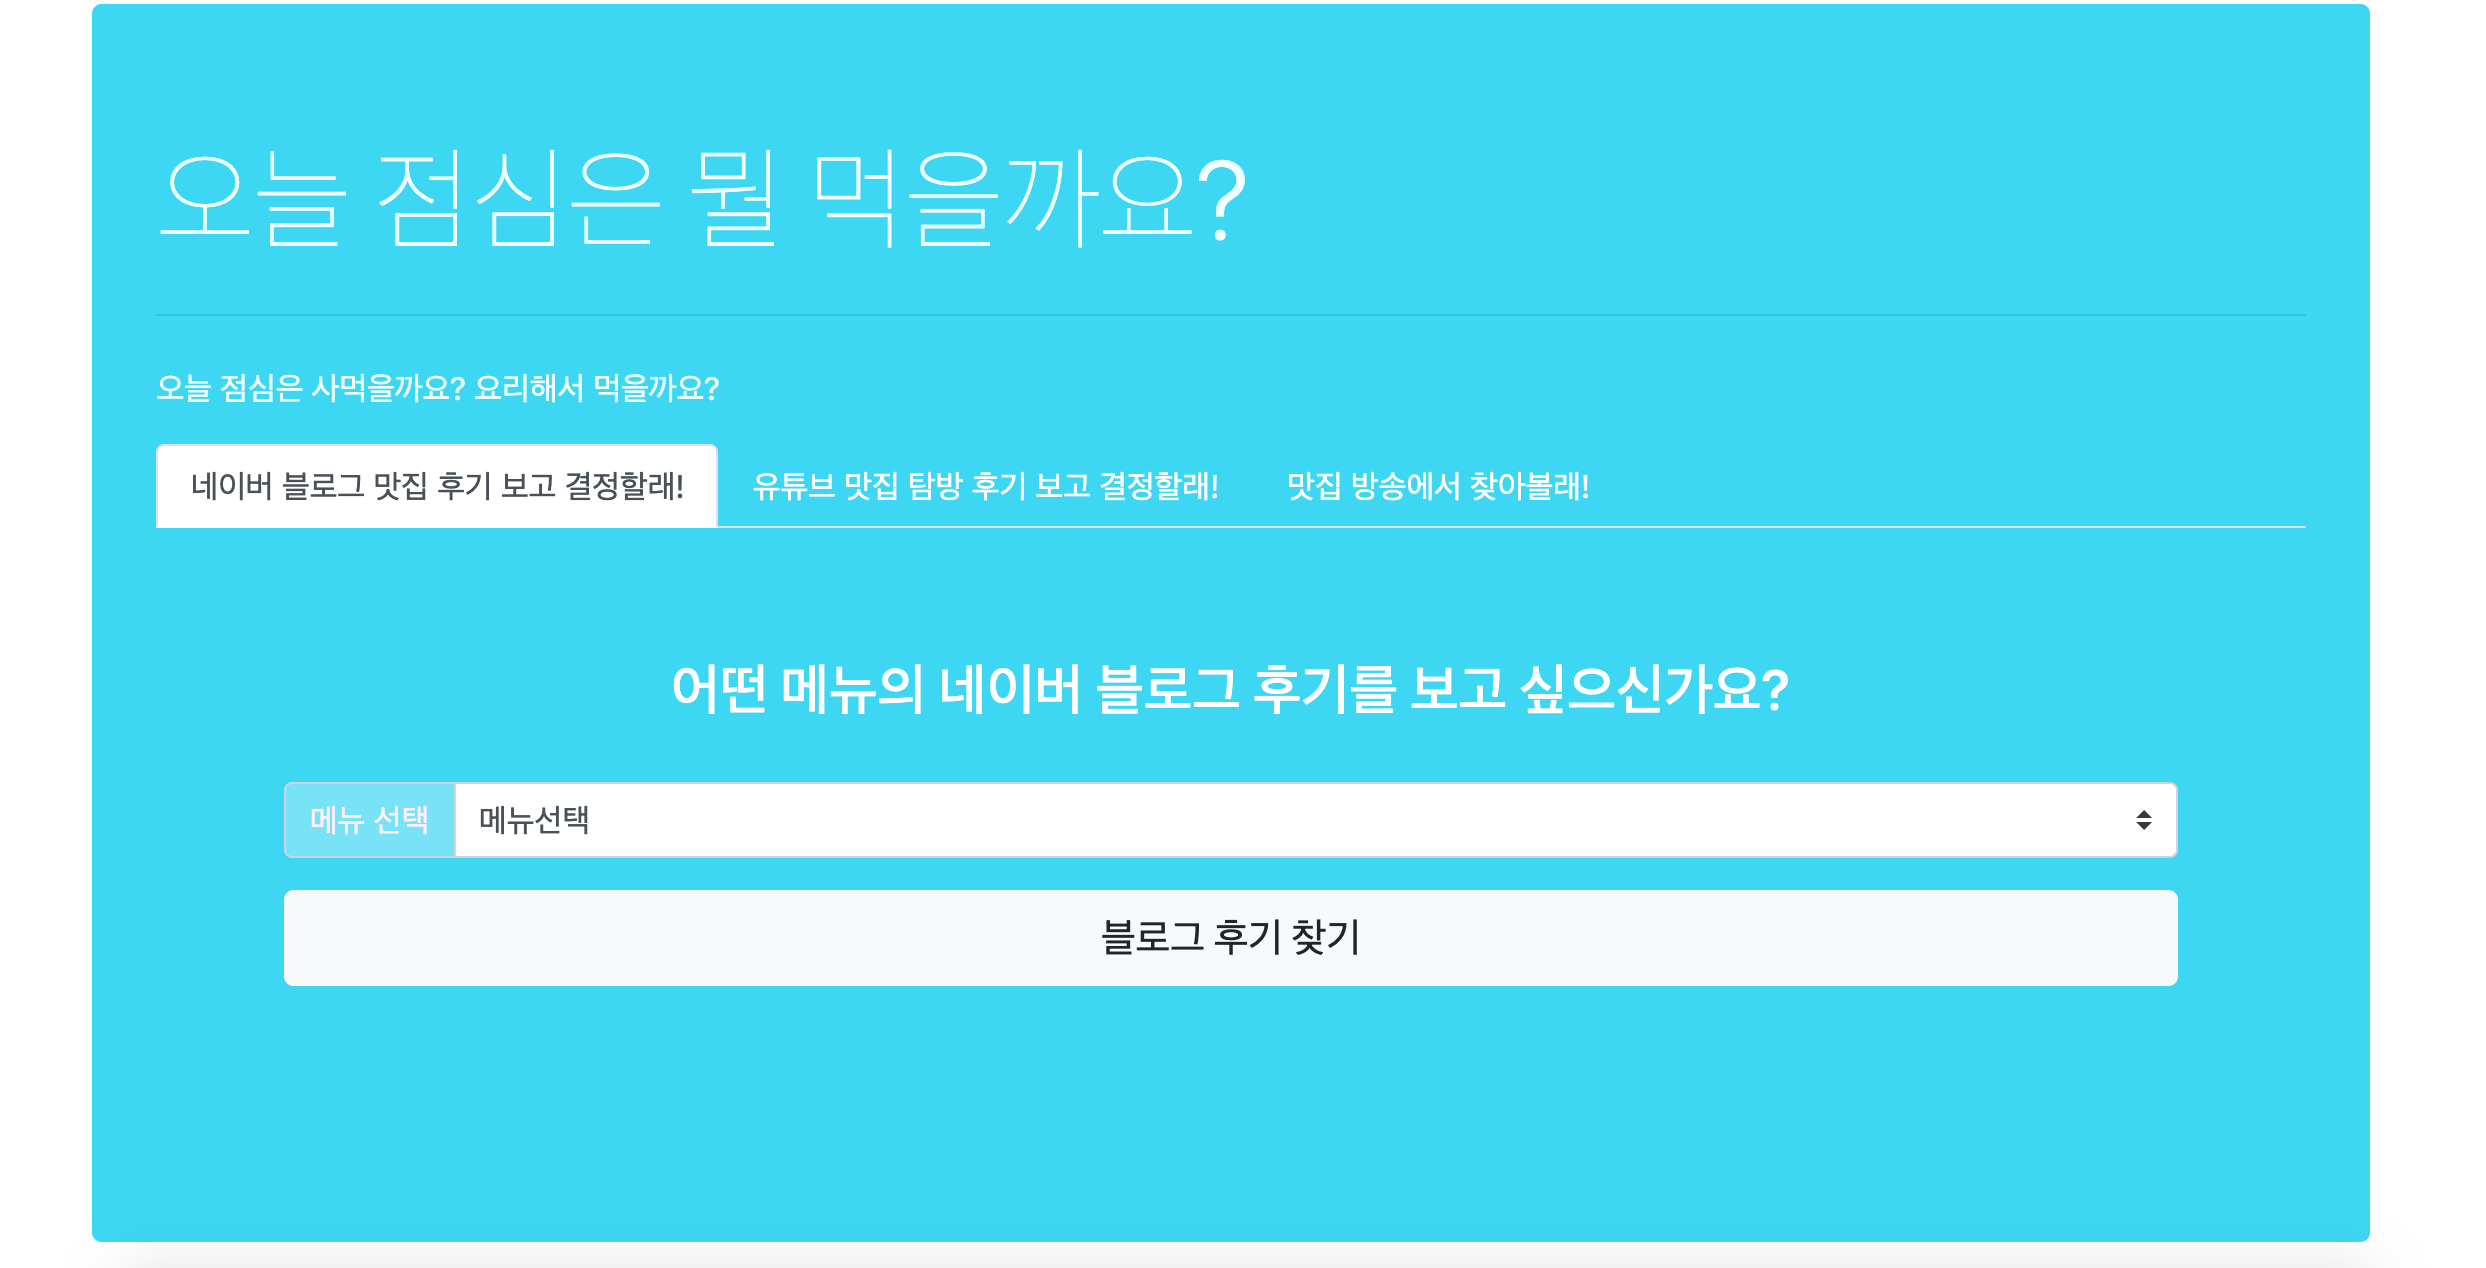 오늘 점심은 뭘 먹을까요?
오늘 점심은 사먹을까요? 요리해서 먹을까요?
네이버 블로그 맛집 후기 보고 결정할래! 유튜브 맛집 탐방 후기 보고 결정할래! 맛집 방송에서 찾아볼래!
어떤 메뉴의 네이버 블로그 후기를 보고 싶으신가요?
메뉴 선택 메뉴선택
블로그 후기 찾기